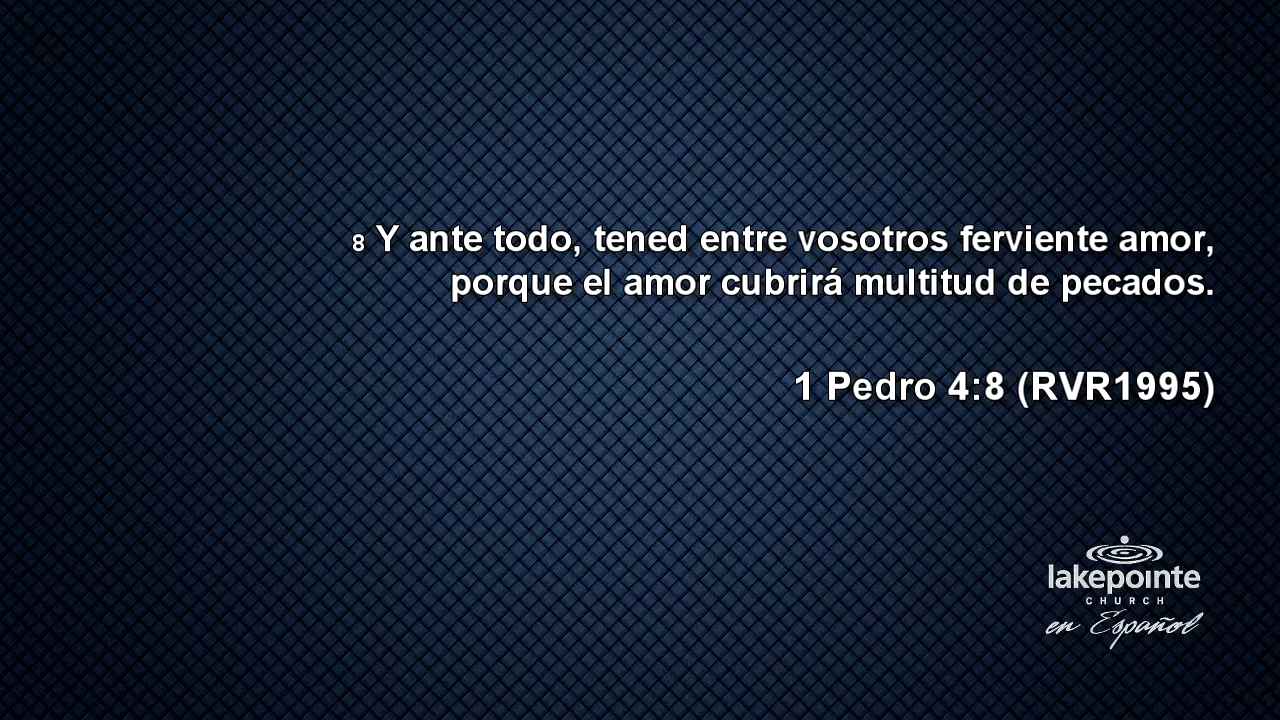 8 Y ante todo, tened entre vosotros ferviente amor,
porque el amor cubrirá multitud de pecados.
1 Pedro 4:8 (RVR1995)
lakepointe
CHURCH
en Español